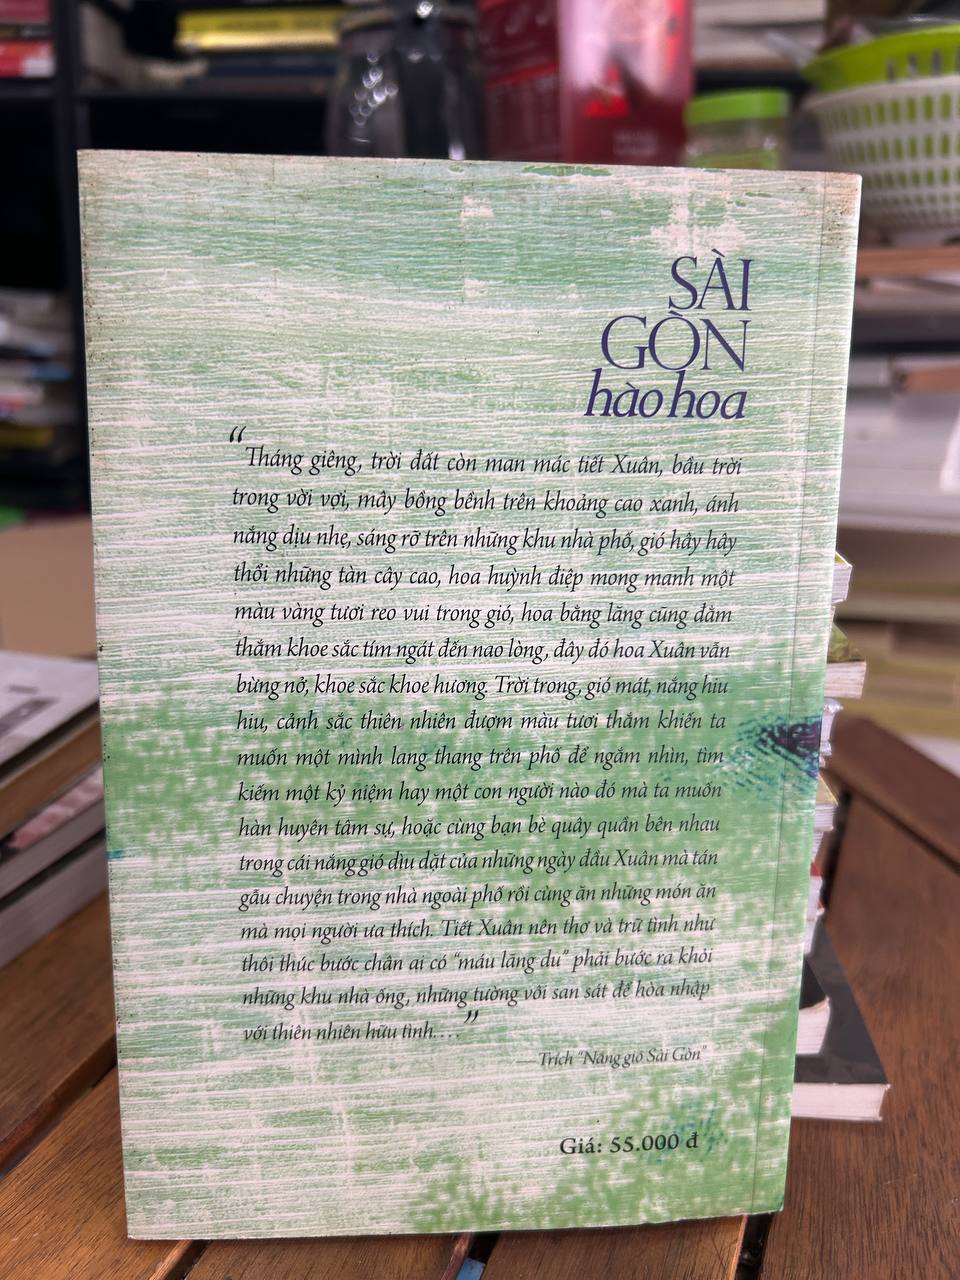 SÀI
GÒN
hào hoa
“Tháng giêng, trời đất còn man mác tiết Xuân, bầu trời
trong vời vợi, mây bồng bềnh trên khoảng cao xanh, ánh
nắng dịu nhẹ, sáng rỡ trên những khu nhà phố, gió hây hây
thổi những tàn cây cao, hoa huỳnh điệp mong manh một
màu vàng tươi reo vui trong gió, hoa bằng lăng cũng đằm
thắm khoe sắc tím ngát đến nao lòng, đây đó hoa Xuân vẫn
bừng nở, khoe sắc khoe hương. Trời trong, gió mát, nắng hiu
hiu, cảnh sắc thiên nhiên đượm màu tươi thắm khiến ta
muốn một mình lang thang trên phố để ngắm nhìn, tìm
kiếm một kỷ niệm hay một con người nào đó mà ta muốn
hàn huyên tâm sự, hoặc cùng bạn bè quây quần bên nhau
trong cái nắng gió dìu dặt của những ngày đầu Xuân mà tán
gẫu chuyện trong nhà ngoài phố rồi cùng ăn những món ăn
mà mọi người ưa thích. Tiết Xuân nên thơ và trữ tình như
thôi thúc bước chân ai có “máu lãng du” phải bước ra khỏi
những khu nhà ống, những tường vôi san sát để hòa nhập
với thiên nhiên hữu tình....”
— Trích “Nắng gió Sài Gòn”
Giá: 55.000 đ